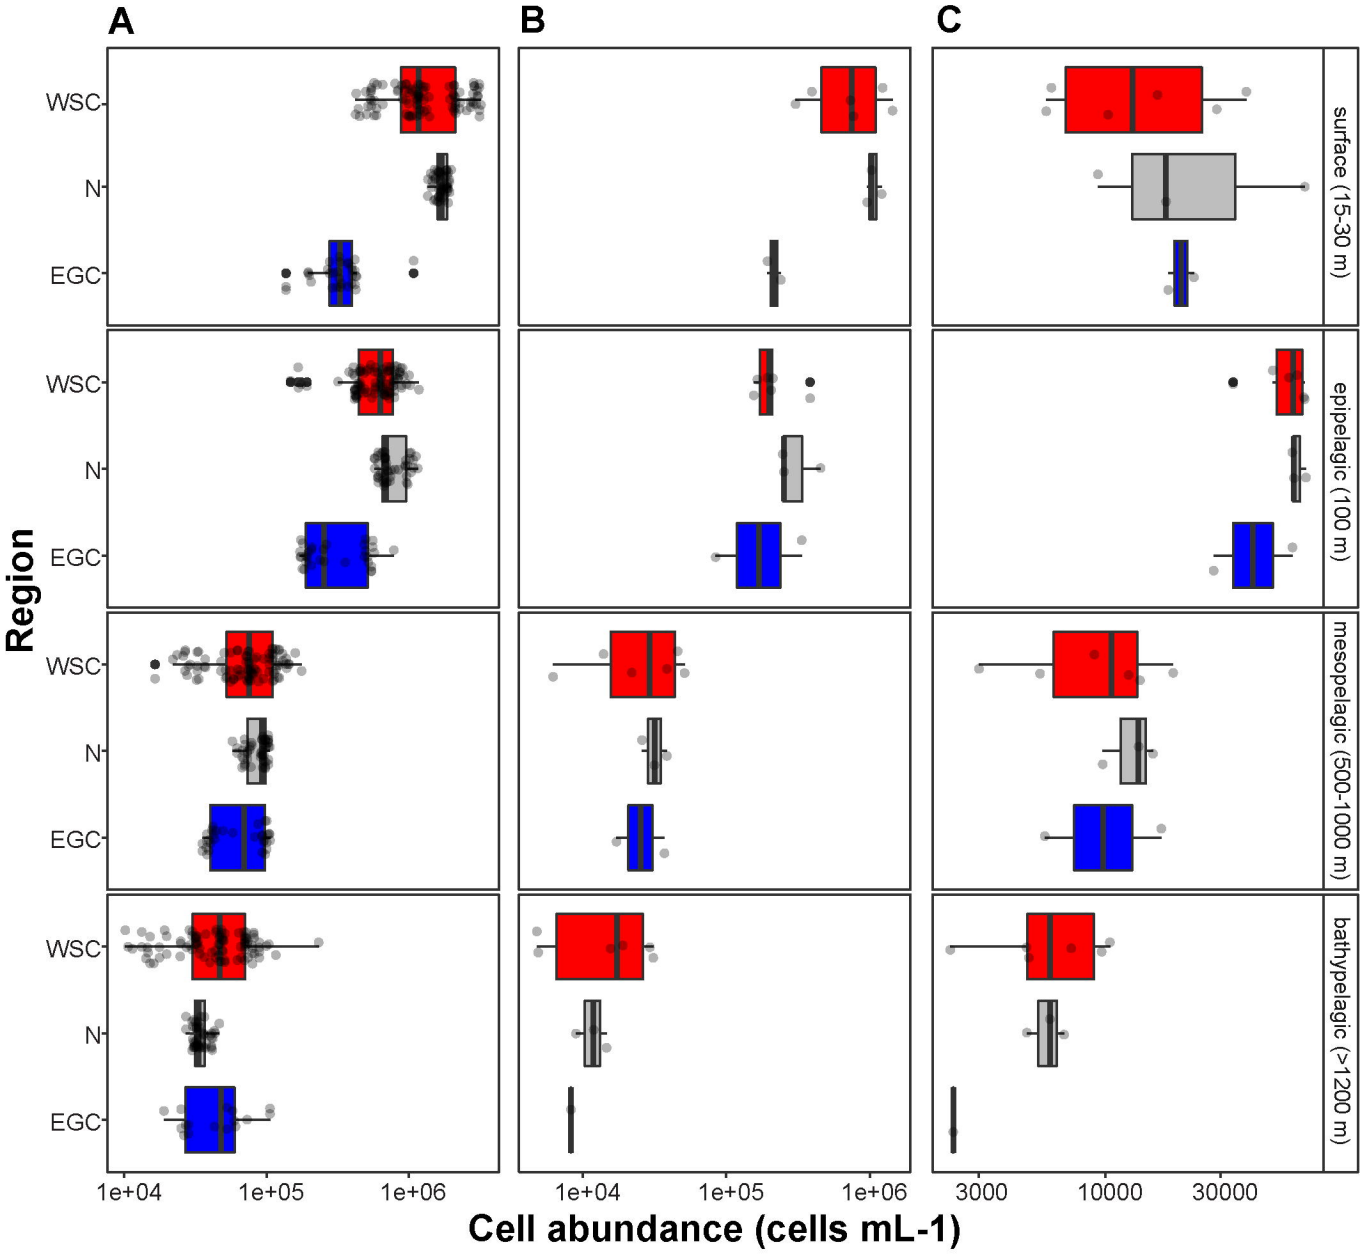 A
B
C
Region
WSC
N
EGC
surface (15-30 m)
WSC
N
EGC
epipelagic (100 m)
WSC
N
EGC
mesopelagic (500-1000 m)
WSC
N
EGC
bathypelagic (>1200 m)
1e+04 1e+05 1e+06
1e+04 1e+05 1e+06
3000 10000 30000
Cell abundance (cells mL-1)